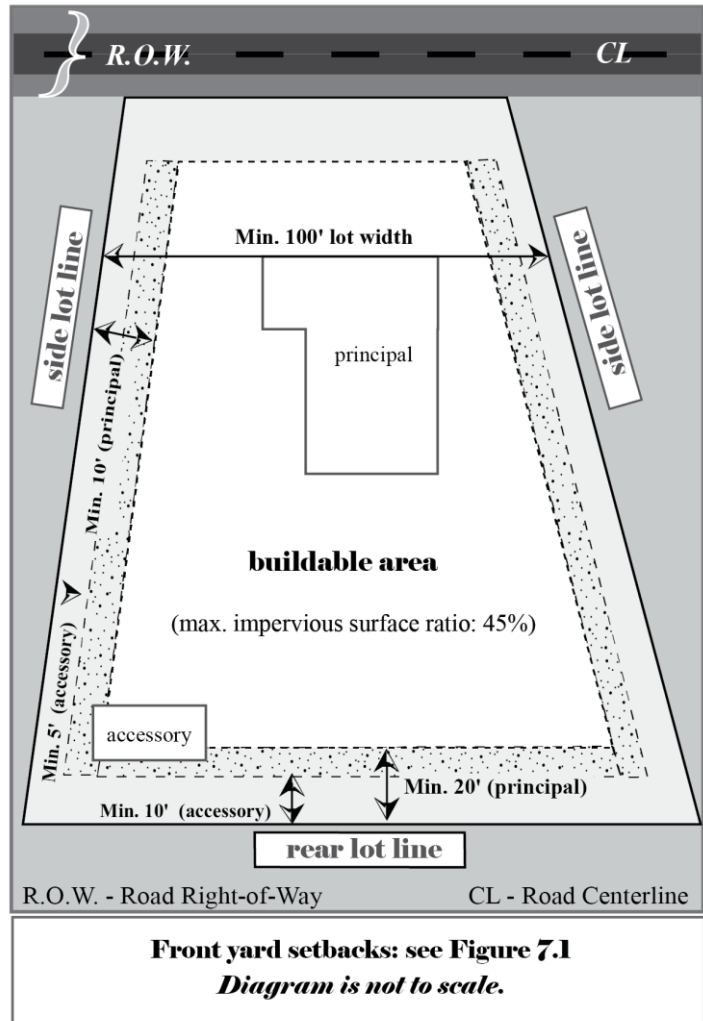 R.O.W.
CL
Min. 100' lot width
side lot line
side lot line
principal
Min. 10' (principal)
buildable area
(max. impervious surface ratio: 45%)
Min. 5' (accessory)
accessory
Min. 20' (principal)
Min. 10' (accessory)
rear lot line
R.O.W. - Road Right-of-Way
CL - Road Centerline
Front yard setbacks: see Figure 7.1
Diagram is not to scale.